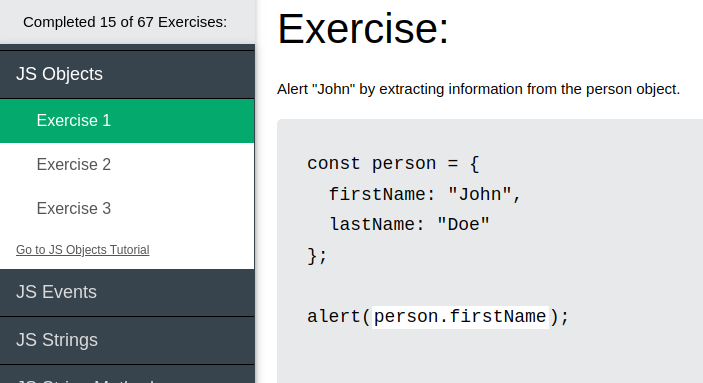 Completed 15 of 67 Exercises:
JS Objects
Exercise 1
Exercise 2
Exercise 3
Go to JS Objects Tutorial
JS Events
JS Strings
Exercise:
Alert "John" by extracting information from the person object.
const person = {
  firstName: "John",
  lastName: "Doe"
};
alert(person.firstName);